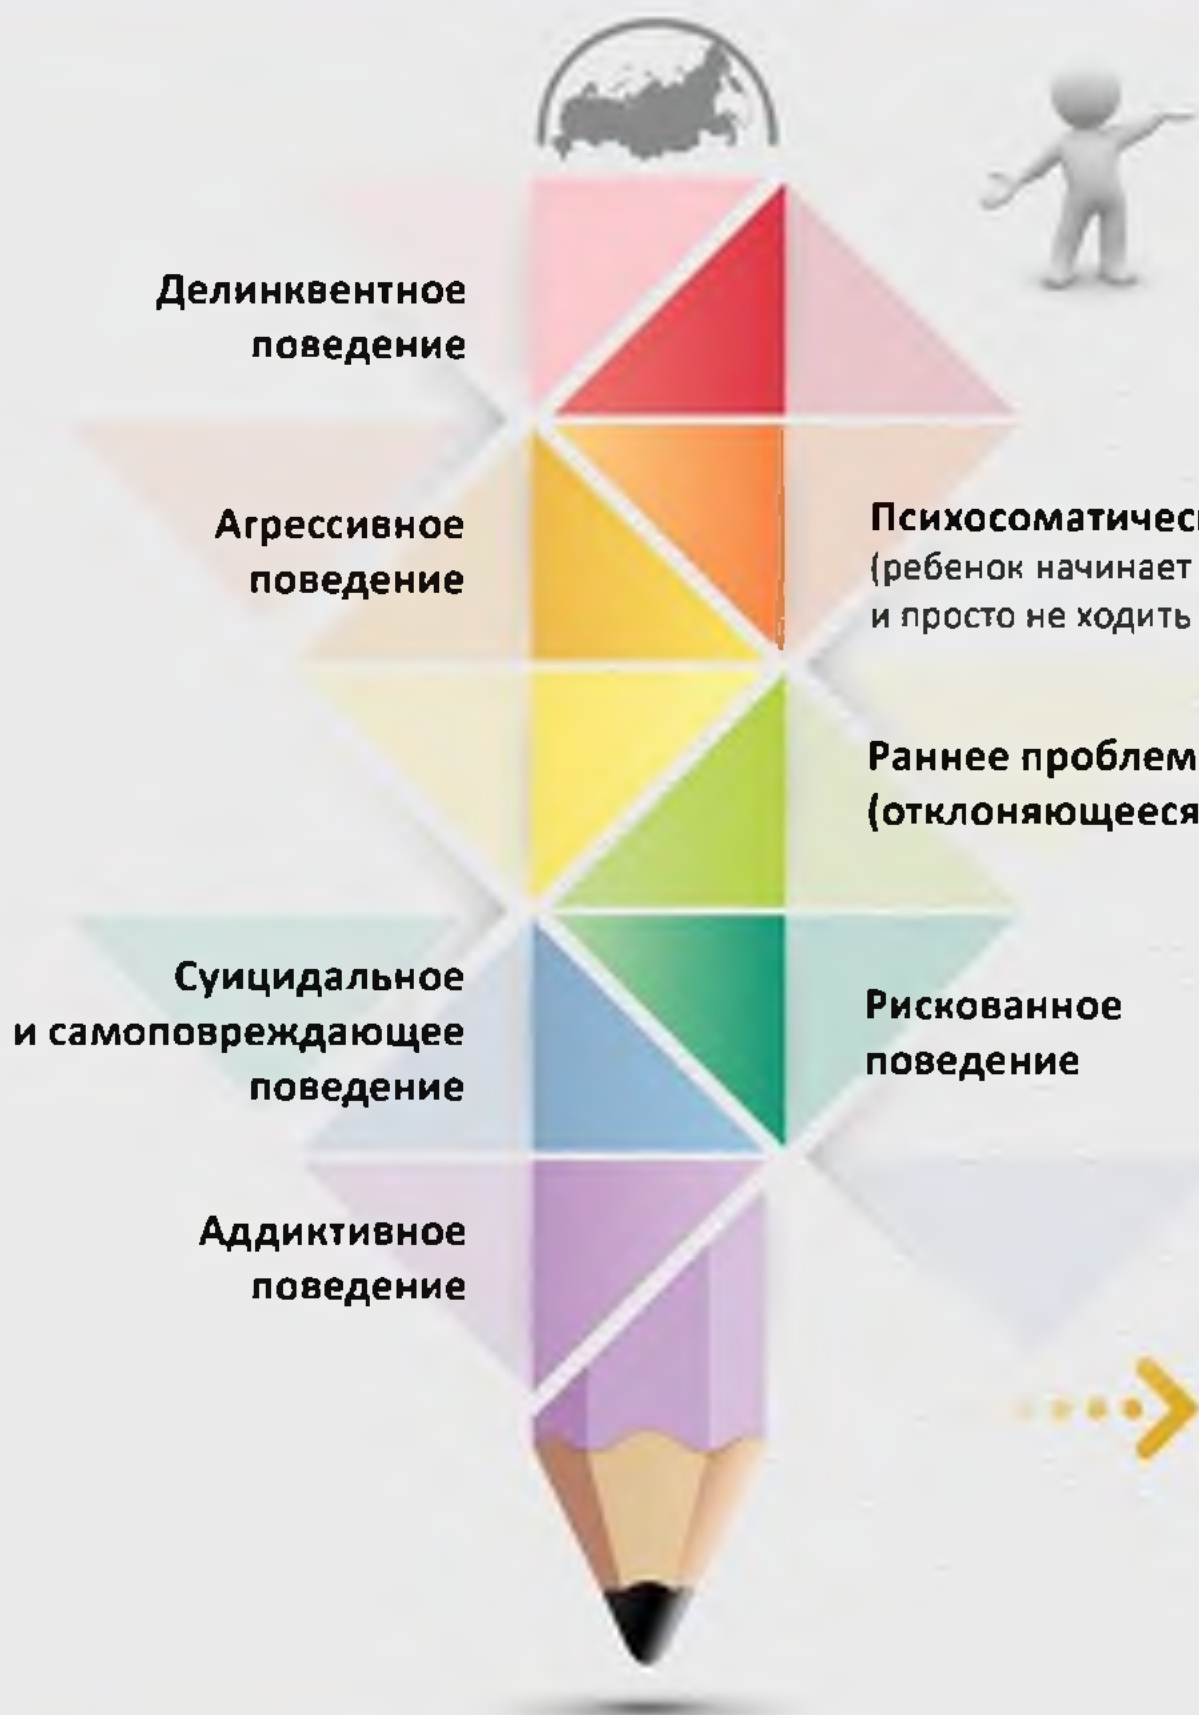 Делинквентное
поведение
Агрессивное
поведение
Суицидальное
и самоповреждающее
поведение
Аддиктивное
поведение
Психосоматичес
(ребенок начинает
и просто не ходить
Раннее проблем
(отклоняющееся
Рискованное
поведение